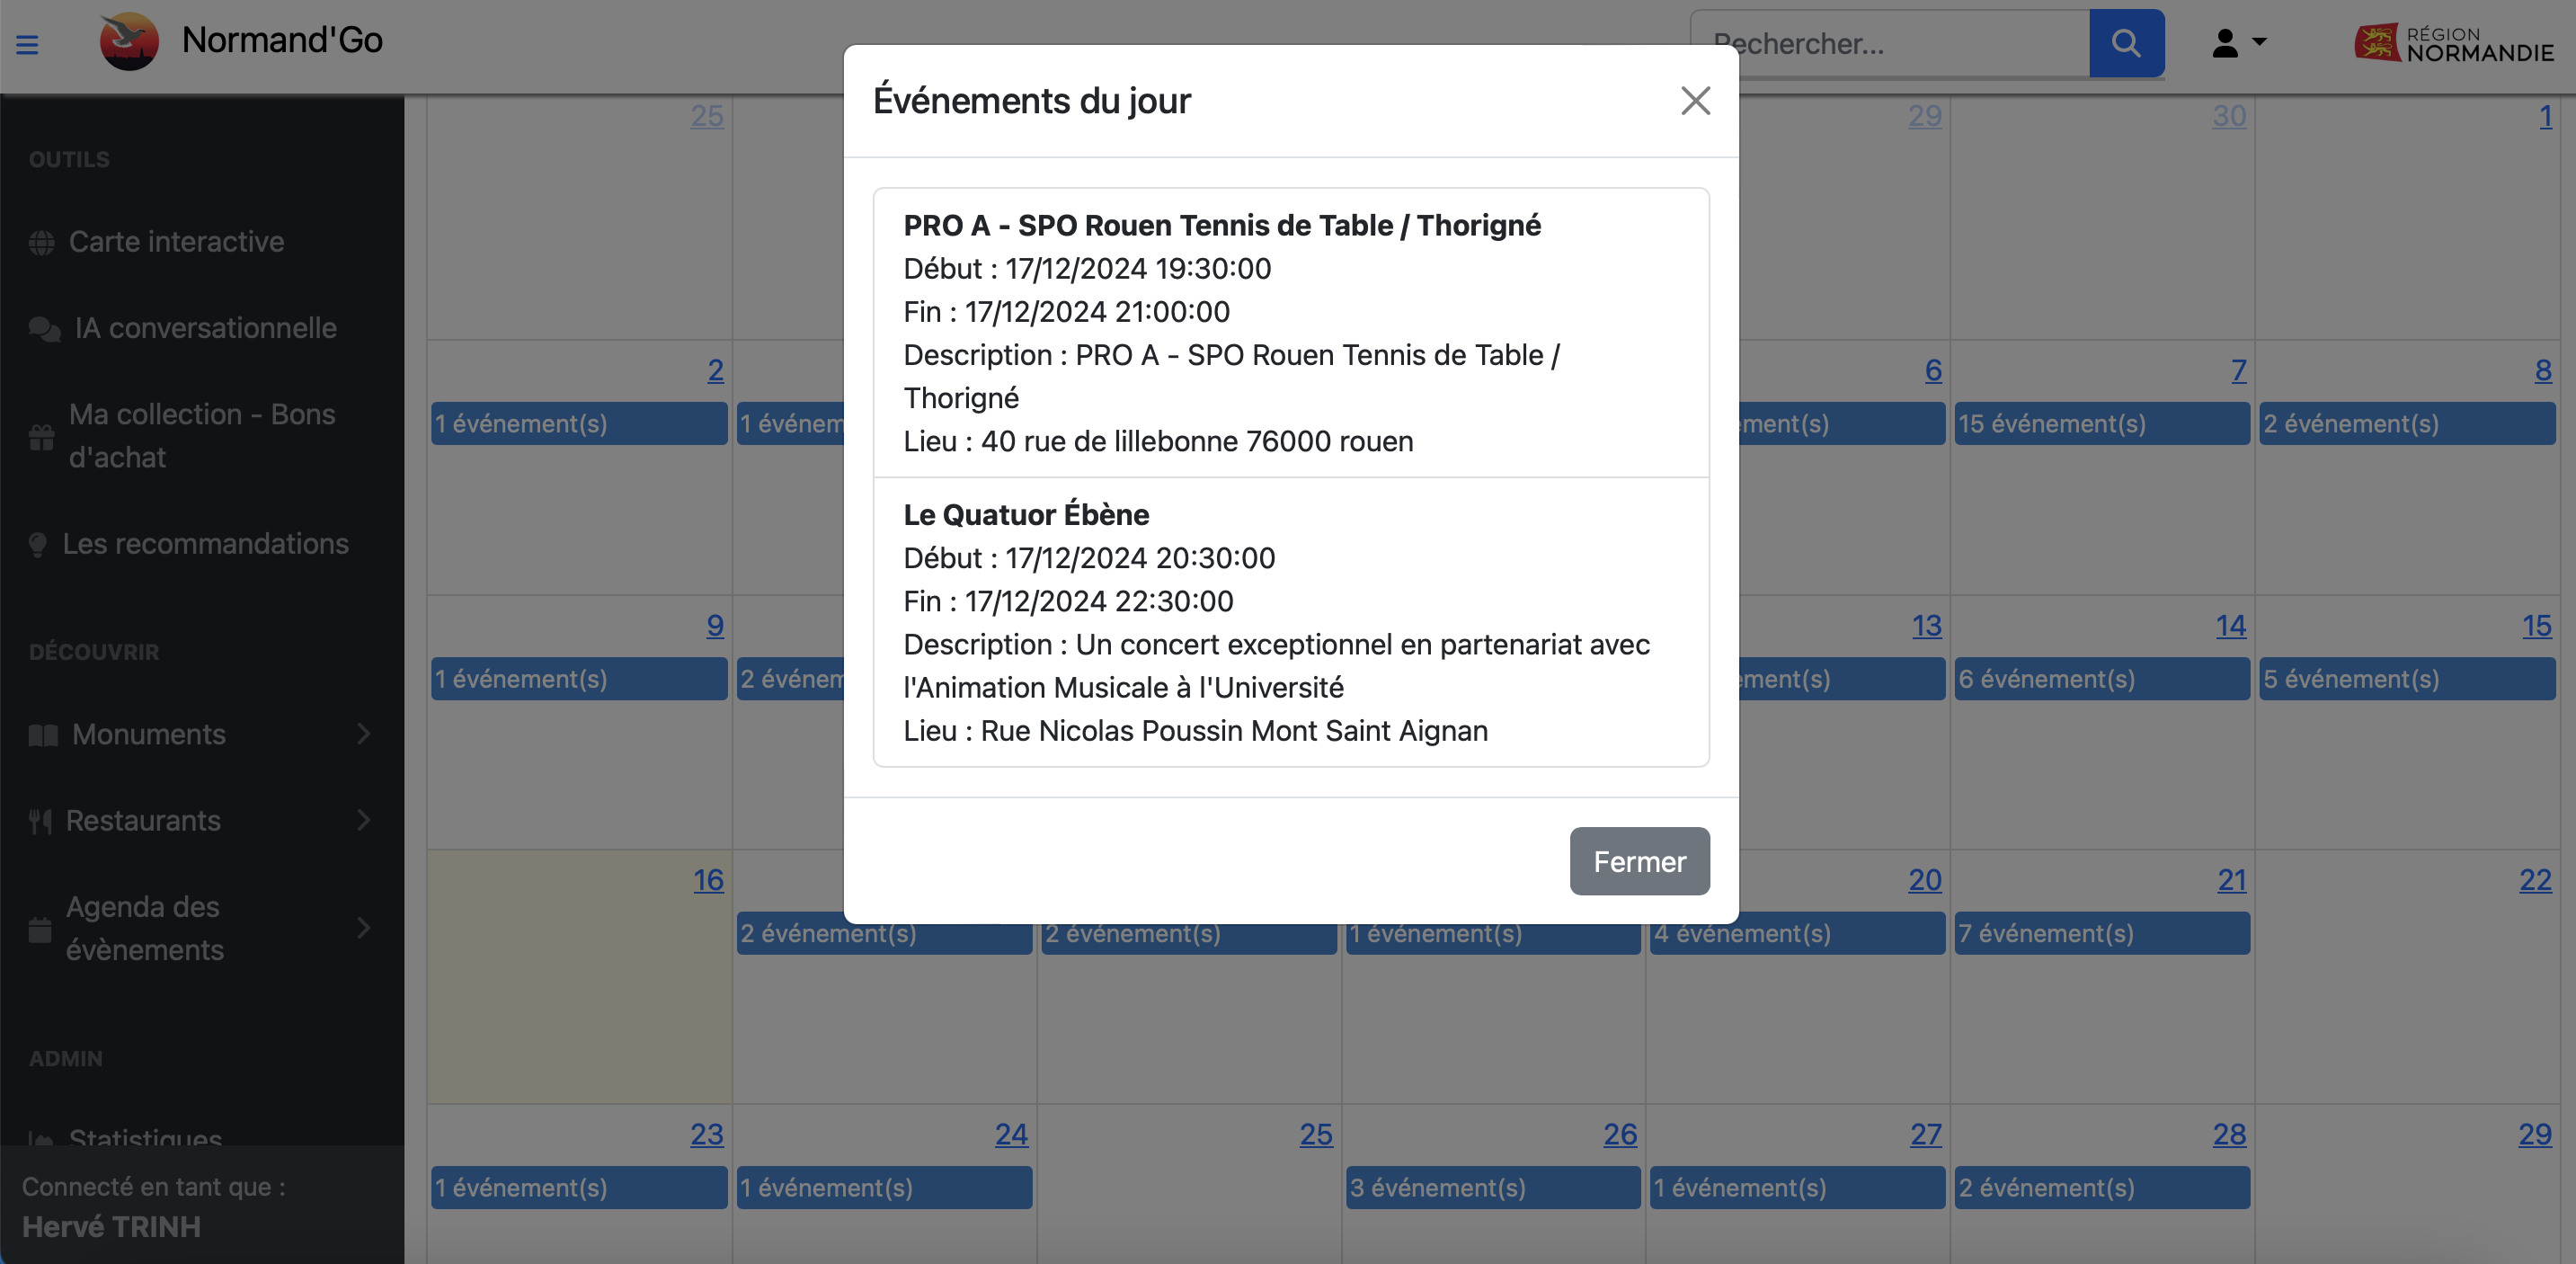 Normand'Go
Rechercher...
RÉGION
NORMANDIE
OUTILS
Carte interactive
IA conversationnelle
Ma collection - Bons
d'achat
Les recommandations
DÉCOUVRIR
Monuments
Restaurants
Agenda des
évènements
ADMIN
Statistiques
Connecté en tant que :
Hervé TRINH
Événements du jour
PRO A - SPO Rouen Tennis de Table / Thorigné
Début : 17/12/2024 19:30:00
Fin : 17/12/2024 21:00:00
Description : PRO A - SPO Rouen Tennis de Table /
Thorigné
Lieu : 40 rue de lillebonne 76000 rouen
Le Quatuor Ébène
Début : 17/12/2024 20:30:00
Fin : 17/12/2024 22:30:00
Description : Un concert exceptionnel en partenariat avec
l'Animation Musicale à l'Université
Lieu : Rue Nicolas Poussin Mont Saint Aignan
Fermer
25 29 30 1
2 6 7 8
1 événement(s) 1 15 événement(s) 2 événement(s)
9 13 14 15
1 événement(s) 2 6 événement(s) 5 événement(s)
16 20 21 22
2 événement(s) 2 événement(s) 1 événement(s) 4 événement(s) 7 événement(s)
23 24 25 26 27 28 29
1 événement(s) 1 événement(s) 3 événement(s) 1 événement(s) 2 événement(s)